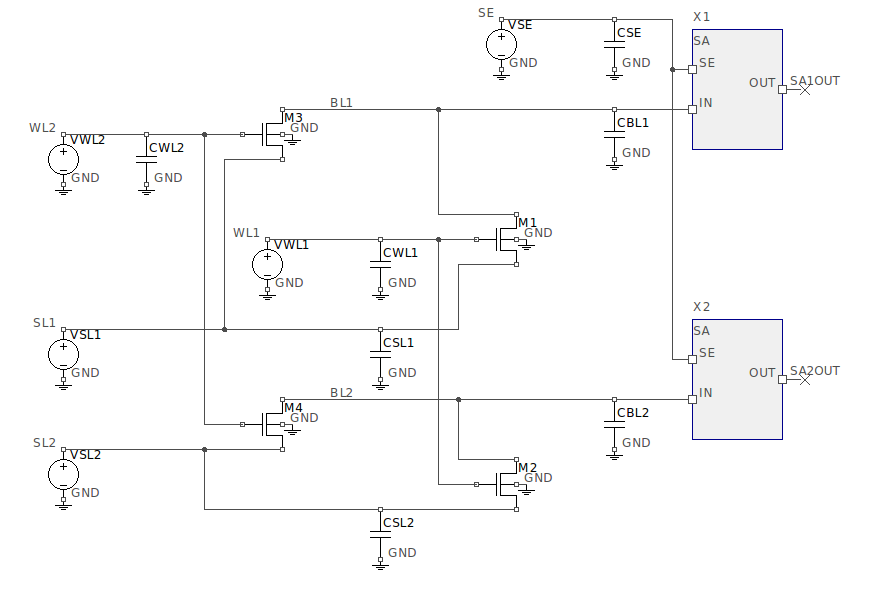 SE
VSE
GND
CSE
GND
X1
SA
SE
OUT
SA1OUT
IN
BL1
M3
GND
CBL1
GND
WL2
VWL2
GND
CWL2
GND
M1
GND
WL1
VWL1
GND
CWL1
GND
SL1
VSL1
GND
CSL1
GND
X2
SA
SE
OUT
SA2OUT
IN
BL2
M4
GND
CBL2
GND
SL2
VSL2
GND
M2
GND
CSL2
GND